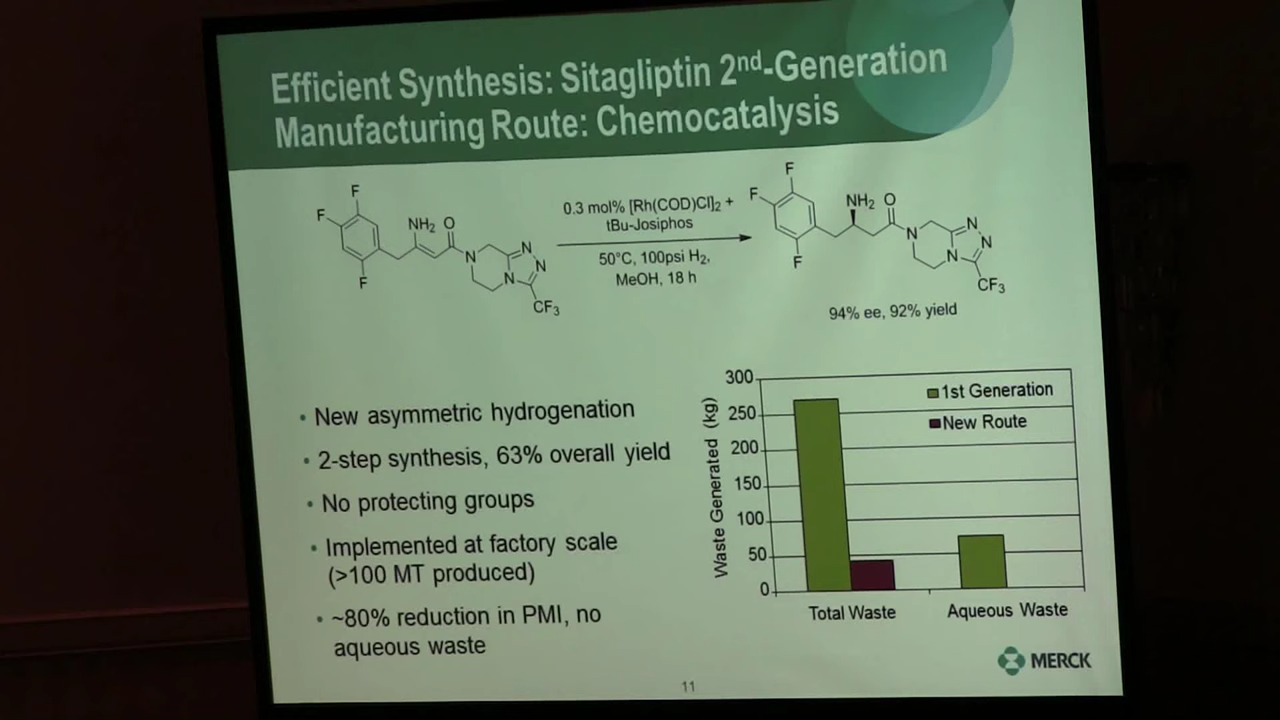 Efficient Synthesis: Sitagliptin 2nd-Generation
Manufacturing Route: Chemocatalysis
F
F
F
NH2 O
N
N
N
N
CF3
0.3 mol% [Rh(COD)Cl]2 +
tBu-Josiphos
50°C, 100psi H2,
MeOH, 18 h
F
F
F
NH2 O
N
N
N
N
CF3
94% ee, 92% yield
• New asymmetric hydrogenation
• 2-step synthesis, 63% overall yield
• No protecting groups
• Implemented at factory scale
(>100 MT produced)
• ~80% reduction in PMI, no
aqueous waste
Waste Generated (kg)
300
250
200
150
100
50
0
1st Generation
New Route
Total Waste
Aqueous Waste
MERCK
11